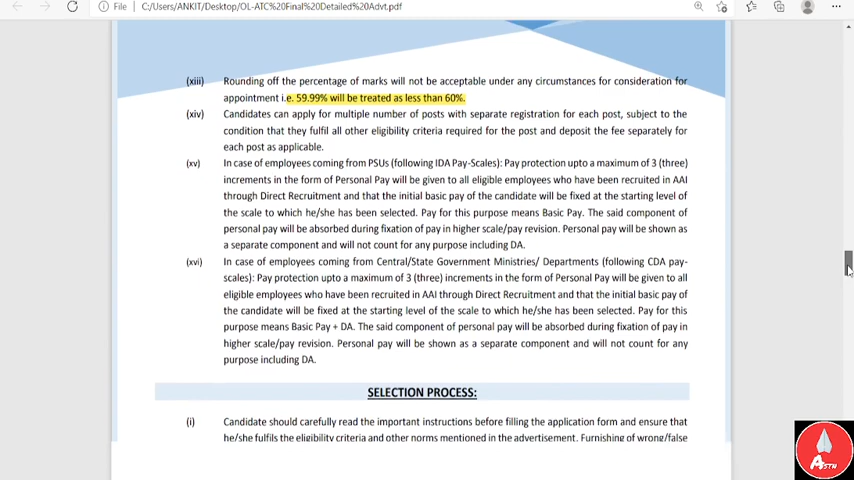 File
C:/Users/ANKIT/Desktop/OL-ATC%20Final%20Detailed%20Advt.pdf
(xiii) Rounding off the percentage of marks will not be acceptable under any circumstances for consideration for
appointment i.e. 59.99% will be treated as less than 60%.
(xiv) Candidates can apply for multiple number of posts with separate registration for each post, subject to the
condition that they fulfil all other eligibility criteria required for the post and deposit the fee separately for
each post as applicable.
(xv) In case of employees coming from PSUs (following IDA Pay-Scales): Pay protection upto a maximum of 3 (three)
increments in the form of Personal Pay will be given to all eligible employees who have been recruited in AAI
through Direct Recruitment and that the initial basic pay of the candidate will be fixed at the starting level of
the scale to which he/she has been selected. Pay for this purpose means Basic Pay. The said component of
personal pay will be absorbed during fixation of pay in higher scale/pay revision. Personal pay will be shown as
a separate component and will not count for any purpose including DA.
(xvi) In case of employees coming from Central/State Government Ministries/ Departments (following CDA pay-
scales): Pay protection upto a maximum of 3 (three) increments in the form of Personal Pay will be given to all
eligible employees who have been recruited in AAI through Direct Recruitment and that the initial basic pay of
the candidate will be fixed at the starting level of the scale to which he/she has been selected. Pay for this
purpose means Basic Pay + DA. The said component of personal pay will be absorbed during fixation of pay in
higher scale/pay revision. Personal pay will be shown as a separate component and will not count for any
purpose including DA.
SELECTION PROCESS:
(i) Candidate should carefully read the important instructions before filling the application form and ensure that
he/she fulfils the eligibility criteria and other norms mentioned in the advertisement. Furnishing of wrong/false
ASTR